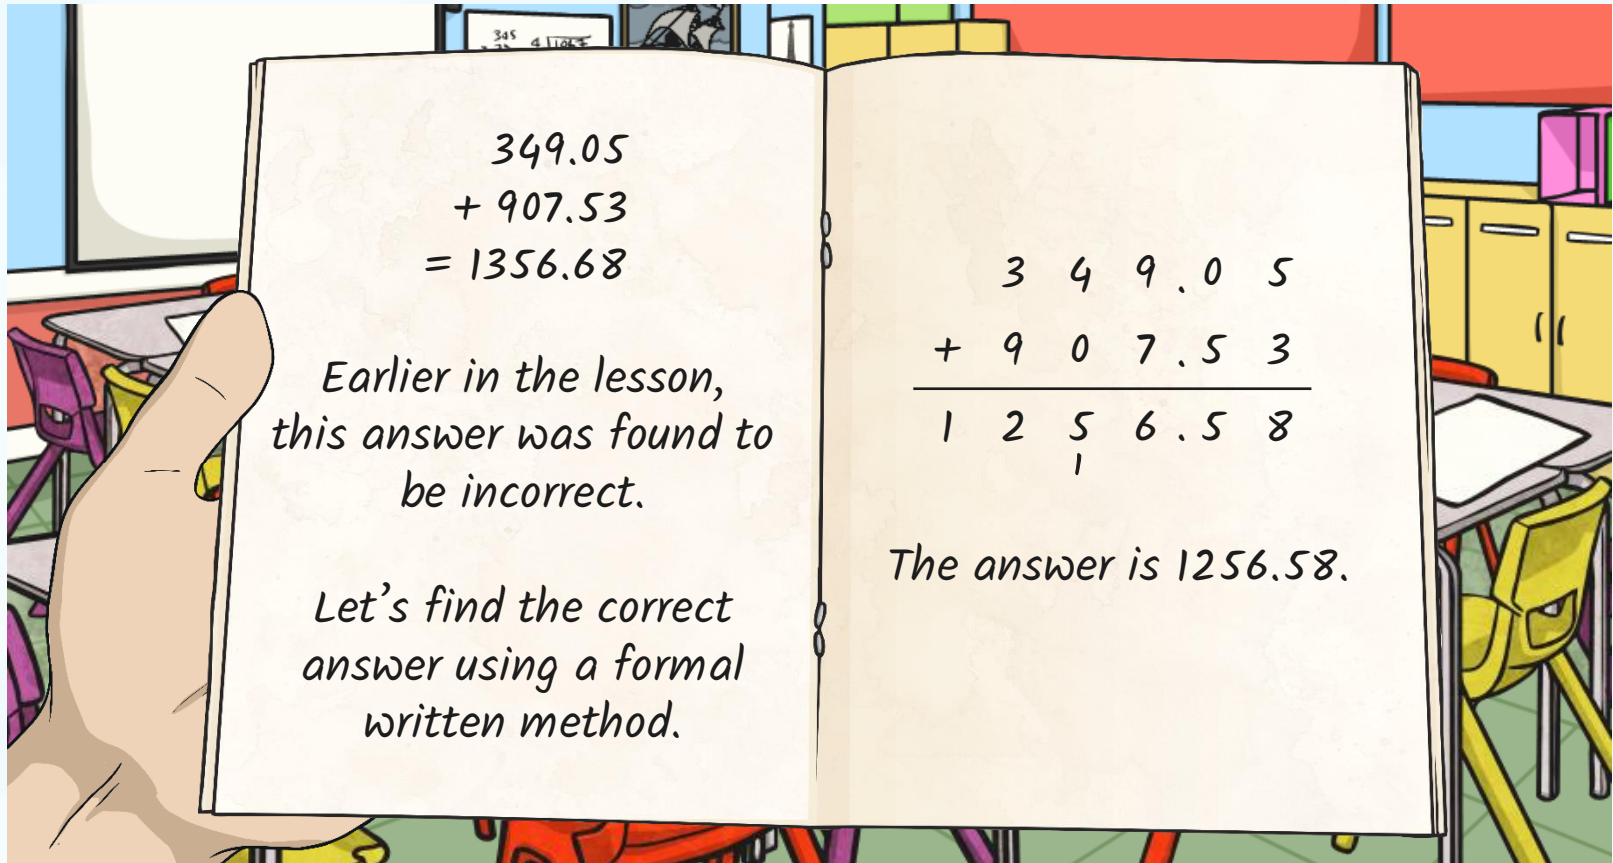 345
349.05
+ 907.53
= 1356.68
Earlier in the lesson,
this answer was found to
be incorrect.
Let’s find the correct
answer using a formal
written method.
3 4 9 . 0 5
+ 9 0 7 . 5 3
1 2 5 6 . 5 8
1
The answer is 1256.58.